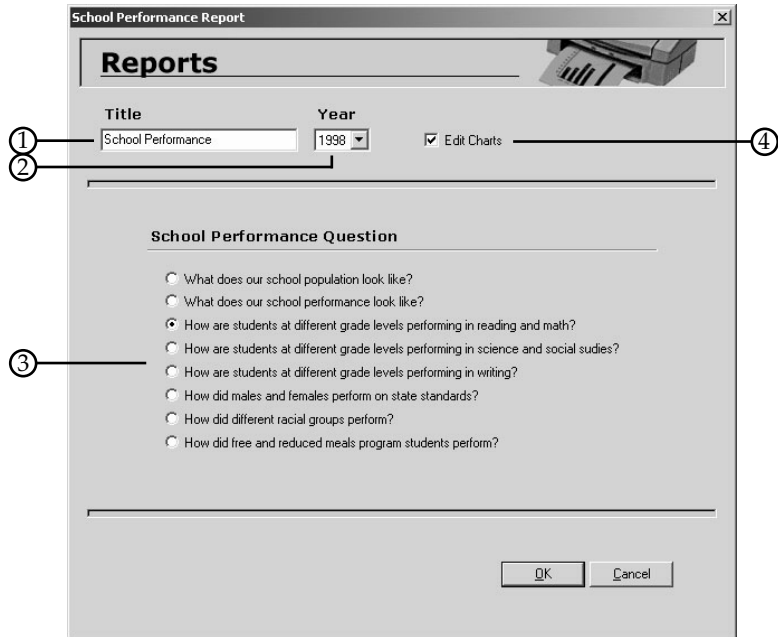 School Performance Report
Reports
Title Year
① School Performance 1998 Edit Charts ④
②
School Performance Question
What does our school population look like?
What does our school performance look like?
How are students at different grade levels performing in reading and math?
③ How are students at different grade levels performing in science and social sudies?
How are students at different grade levels performing in writing?
How did males and females perform on state standards?
How did different racial groups perform?
How did free and reduced meals program students perform?
OK Cancel